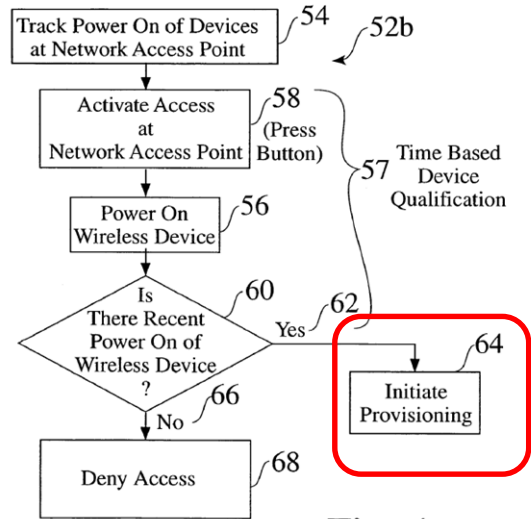 Track Power On of Devices
at Network Access Point
54
52b
Activate Access
at
Network Access Point
58
(Press
Button)
57
Time Based
Device
Qualification
Power On
Wireless Device
56
Is
There Recent
Power On of
Wireless Device
?
60
Yes
62
64
Initiate
Provisioning
No
66
Deny Access
68